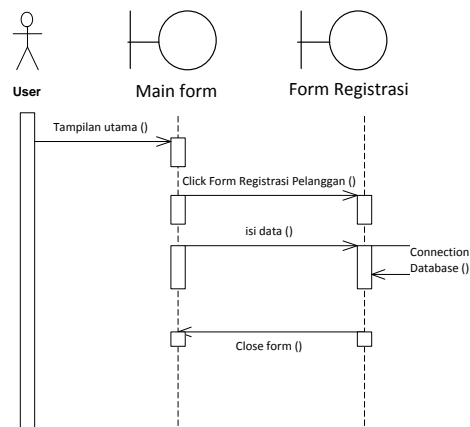 User
Main form
Form Registrasi
Tampilan utama ()
Click Form Registrasi Pelanggan ()
isi data ()
Connection
Database ()
Close form ()